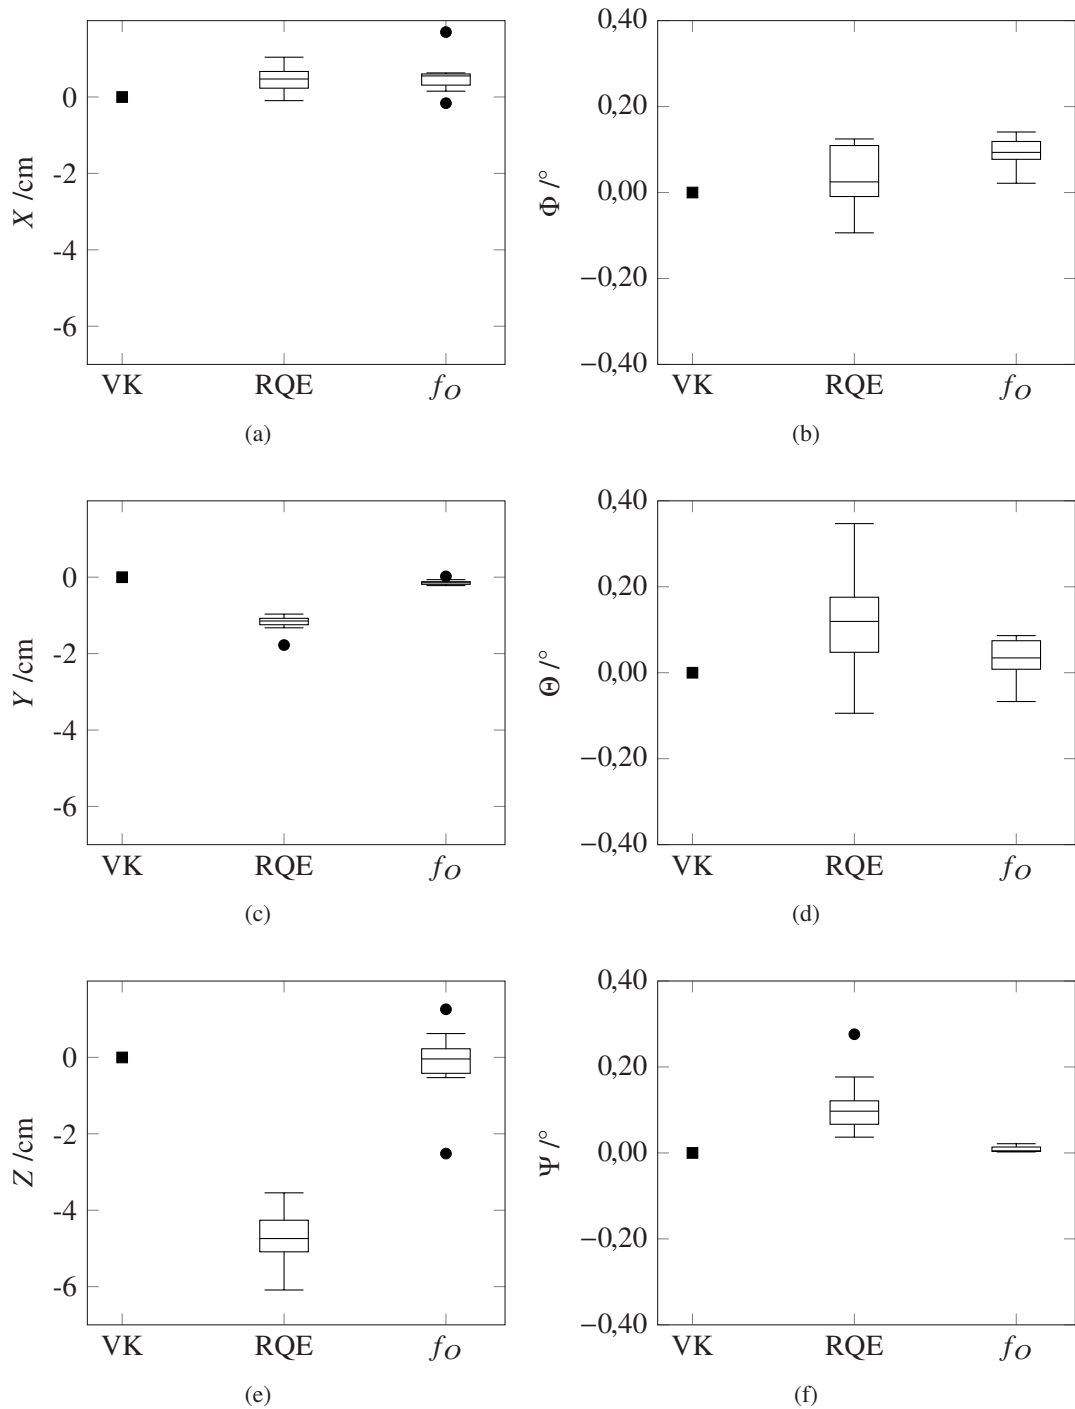 0
-2
-4
-6
X /cm
VK RQE f_O
(a)
0,40
0,20
0,00
−0,20
−0,40
Φ /°
VK RQE f_O
(b)
0
-2
-4
-6
Y /cm
VK RQE f_O
(c)
0,40
0,20
0,00
−0,20
−0,40
Θ /°
VK RQE f_O
(d)
0
-2
-4
-6
Z /cm
VK RQE f_O
(e)
0,40
0,20
0,00
−0,20
−0,40
Ψ /°
VK RQE f_O
(f)